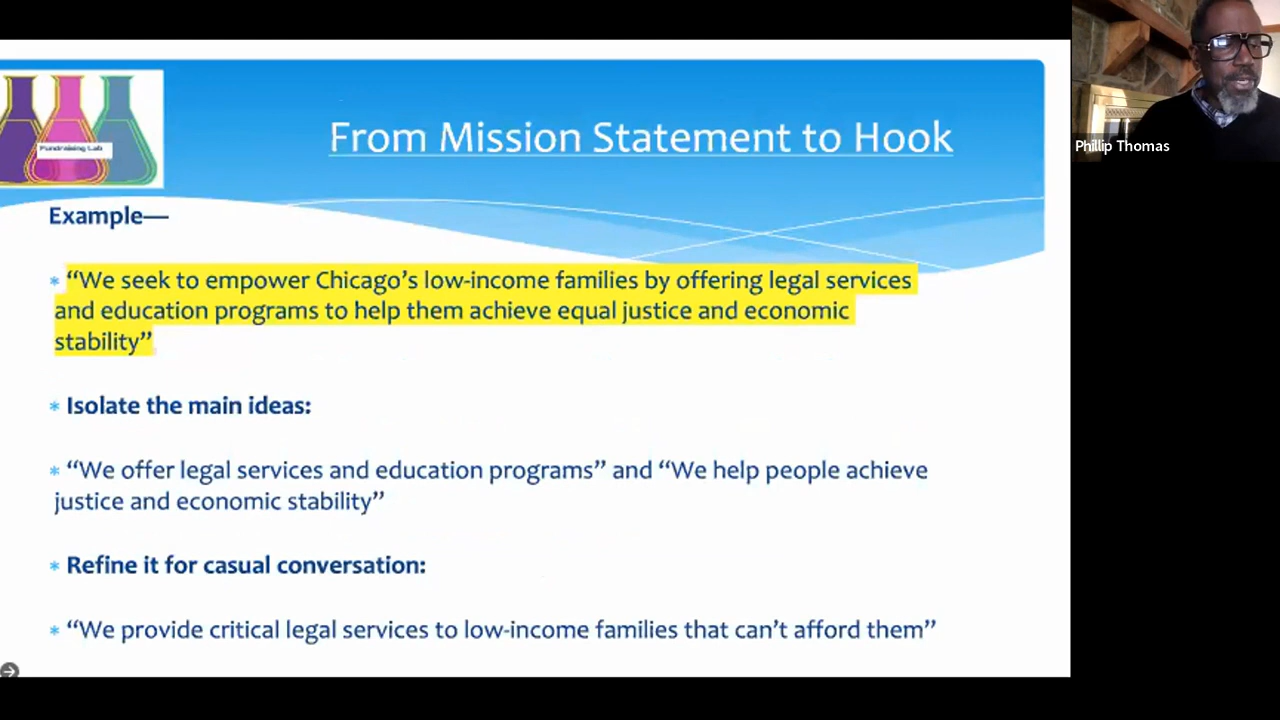 Fundraising Lab
From Mission Statement to Hook
Phillip Thomas
Example—
* “We seek to empower Chicago’s low-income families by offering legal services
and education programs to help them achieve equal justice and economic
stability”
* Isolate the main ideas:
* “We offer legal services and education programs” and “We help people achieve
justice and economic stability”
* Refine it for casual conversation:
* “We provide critical legal services to low-income families that can’t afford them”